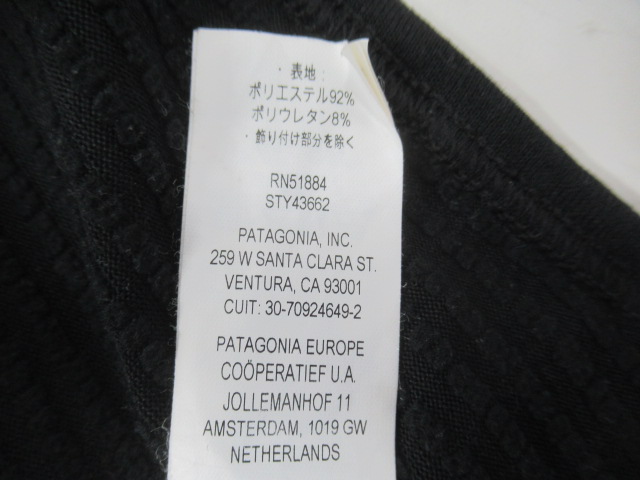 ・表地:
ポリエステル92%
ポリウレタン8%
・飾り付け部分を除く
RN51884
STY43662
PATAGONIA, INC.
259 W SANTA CLARA ST.
VENTURA, CA 93001
CUIT: 30-70924649-2
PATAGONIA EUROPE
COÖPERATIEF U.A.
JOLLEMANHOF 11
AMSTERDAM, 1019 GW
NETHERLANDS